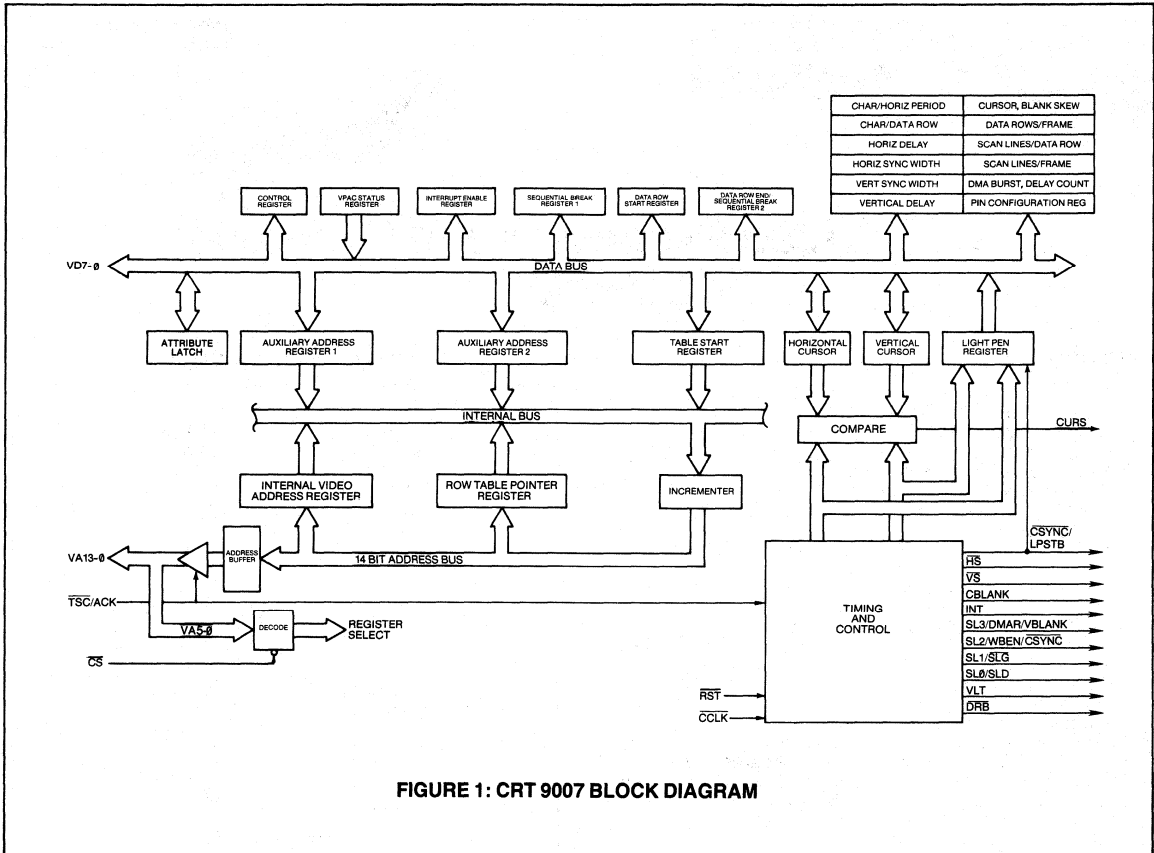 CHAR/HORIZ PERIOD
CURSOR, BLANK SKEW
CHAR/DATA ROW
DATA ROWS/FRAME
HORIZ DELAY
SCAN LINES/DATA ROW
HORIZ SYNC WIDTH
SCAN LINES/FRAME
VERT SYNC WIDTH
DMA BURST, DELAY COUNT
VERTICAL DELAY
PIN CONFIGURATION REG
CONTROL
REGISTER
VPAC STATUS
REGISTER
INTERRUPT ENABLE
REGISTER
SEQUENTIAL BREAK
REGISTER 1
DATA ROW
START REGISTER
DATA ROW END/
SEQUENTIAL BREAK
REGISTER 2
VD7-0
DATA BUS
ATTRIBUTE
LATCH
AUXILIARY ADDRESS
REGISTER 1
AUXILIARY ADDRESS
REGISTER 2
TABLE START
REGISTER
HORIZONTAL
CURSOR
VERTICAL
CURSOR
LIGHT PEN
REGISTER
INTERNAL BUS
COMPARE
CURS
INTERNAL VIDEO
ADDRESS REGISTER
ROW TABLE POINTER
REGISTER
INCREMENTER
VA13-0
ADDRESS
BUFFER
14 BIT ADDRESS BUS
TSC/ACK
VA5-0
DECODE
REGISTER
SELECT
CS
TIMING
AND
CONTROL
RST
CCLK
CSYNC/
LPSTB
HS
VS
CBLANK
INT
SL3/DMAR/VBLANK
SL2/WBEN/CSYNC
SL1/SLG
SL0/SLD
VLT
DRB
FIGURE 1: CRT 9007 BLOCK DIAGRAM